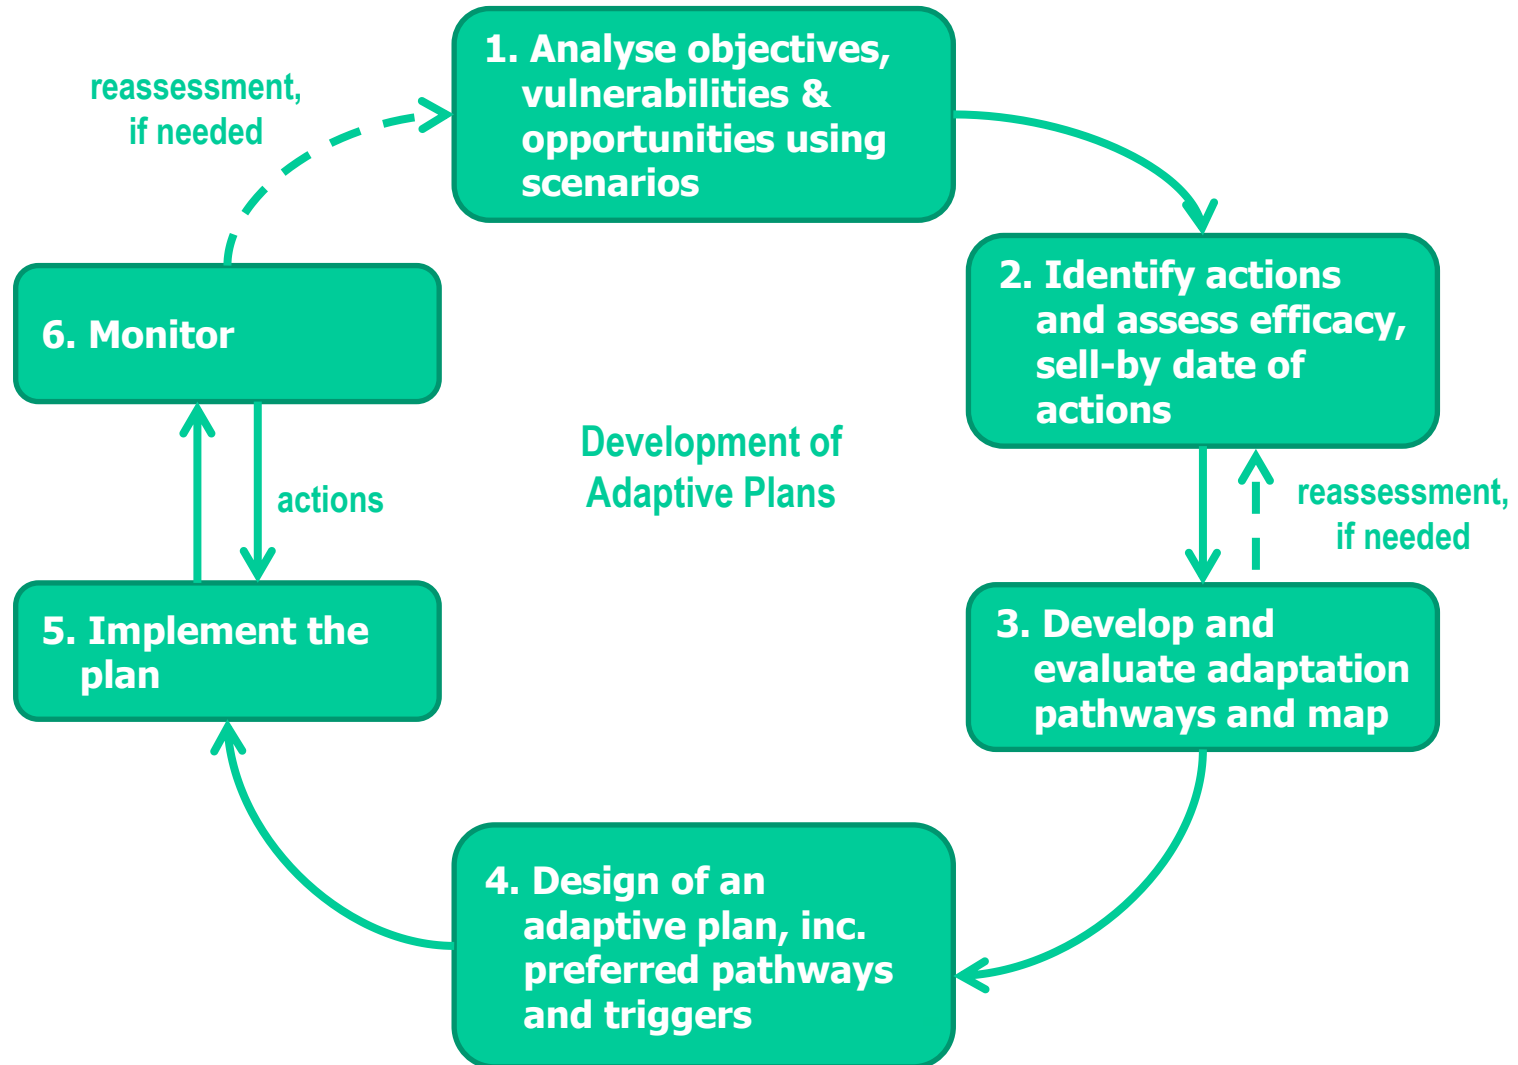 1. Analyse objectives,
vulnerabilities &
opportunities using
scenarios
reassessment,
if needed
2. Identify actions
and assess efficacy,
sell-by date of
actions
6. Monitor
Development of
Adaptive Plans
actions
reassessment,
if needed
3. Develop and
evaluate adaptation
pathways and map
5. Implement the
plan
4. Design of an
adaptive plan, inc.
preferred pathways
and triggers